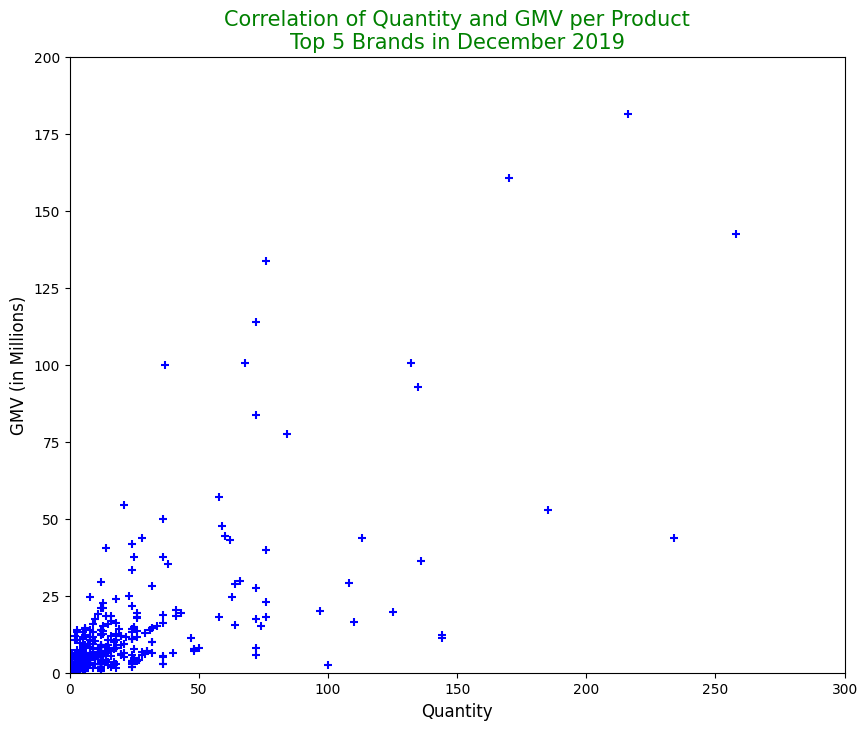 Correlation of Quantity and GMV per Product
Top 5 Brands in December 2019
200
175
150
125
100
75
50
25
0
GMV (in Millions)
0 50 100 150 200 250 300
Quantity